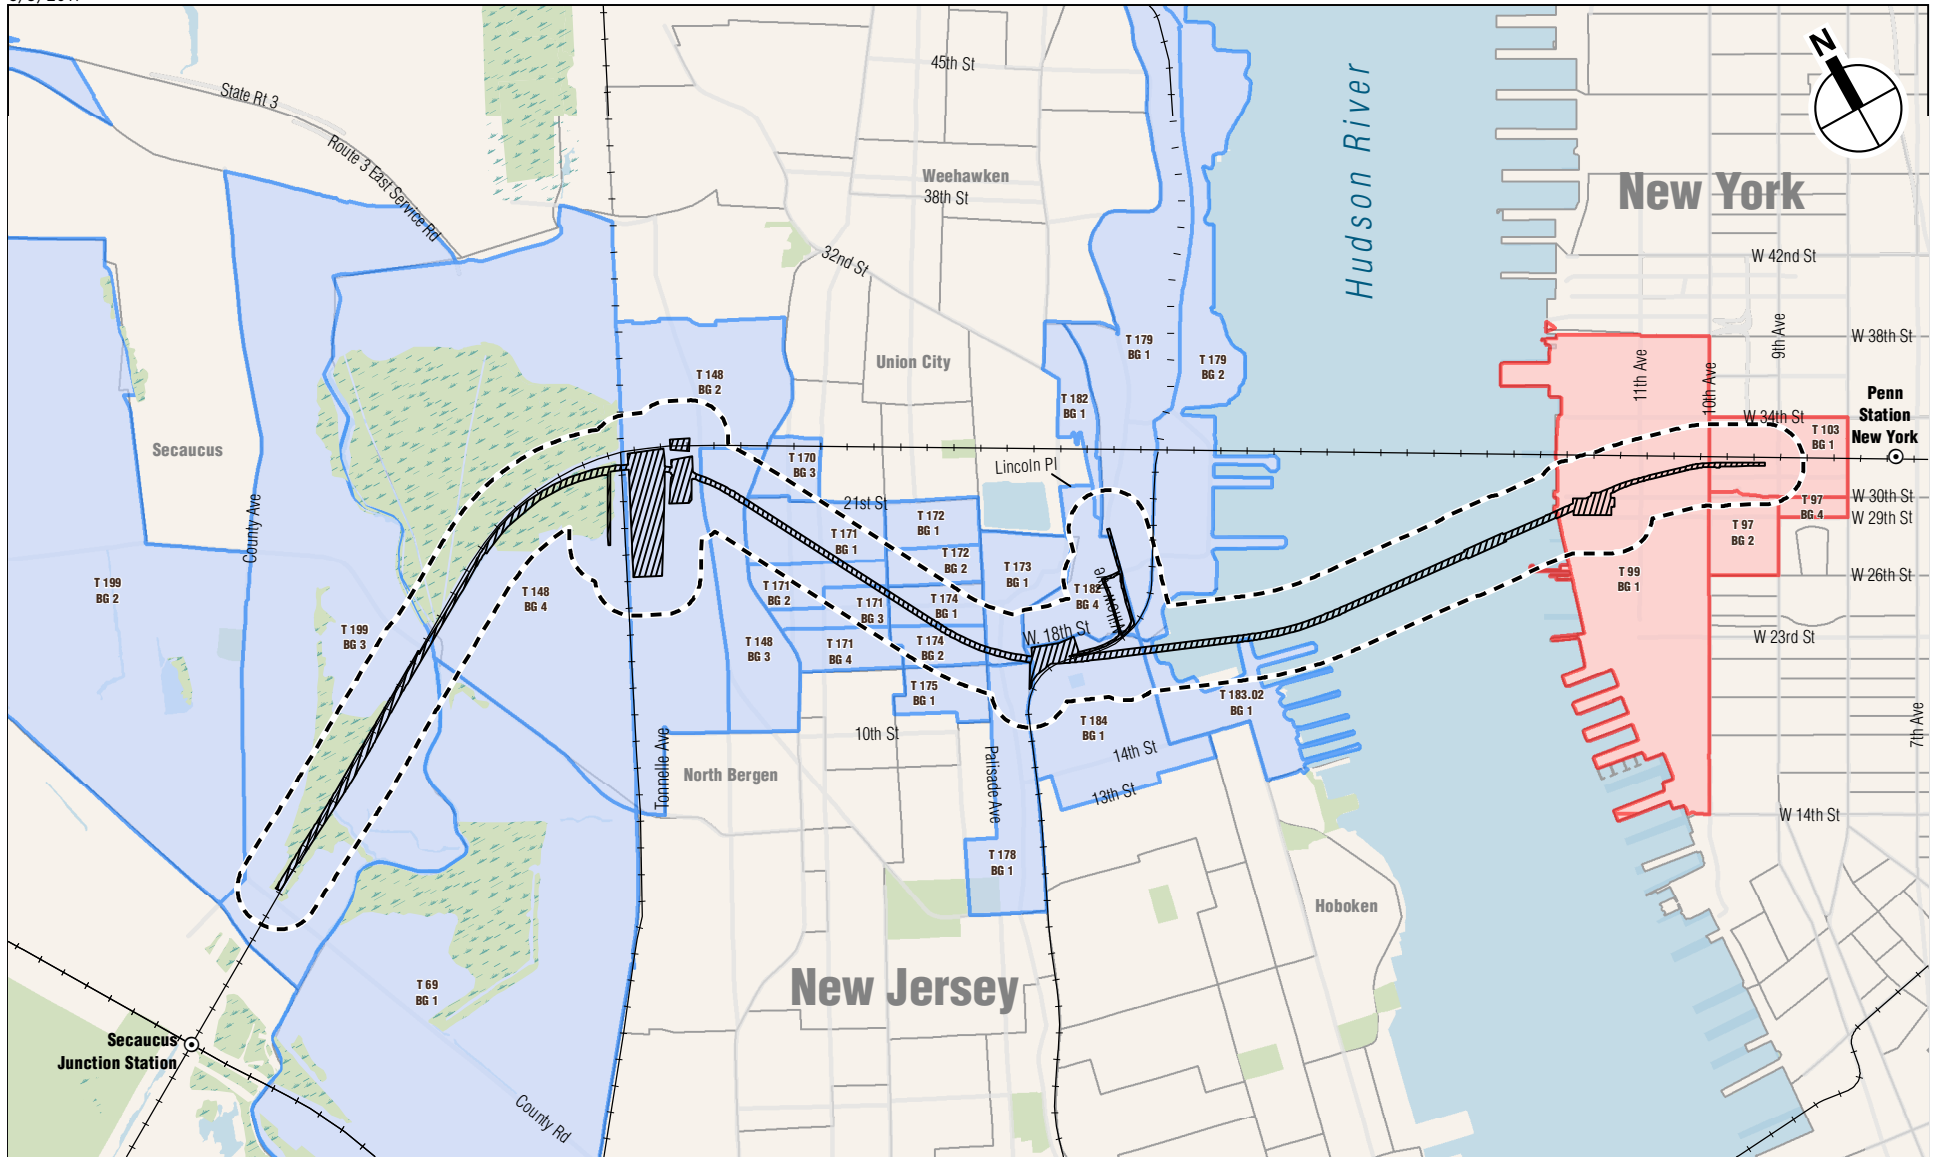 45th St
State Rt 3
Route 3 East Service Rd
Weehawken
38th St
Hudson River
N
New York
W 42nd St
32nd St
W 38th St
9th Ave
11th Ave
10th Ave
Union City
T 179
BG 1
T 179
BG 2
T 148
BG 2
T 182
BG 1
Penn
Station
New York
W 34th St
T 103
BG 1
Secaucus
T 170
BG 3
Lincoln Pl
21st St
W 30th St
T 97
BG 4
W 29th St
County Ave
T 172
BG 1
T 171
BG 1
T 97
BG 2
T 172
BG 2
T 173
BG 1
W 26th St
T 99
BG 1
T 199
BG 2
T 148
BG 4
T 171
BG 2
T 171
BG 3
T 174
BG 1
T 182
BG 4
Willow Ave
W. 18th St
W 23rd St
T 199
BG 3
T 148
BG 3
T 171
BG 4
T 174
BG 2
T 175
BG 1
T 183.02
BG 1
T 184
BG 1
7th Ave
10th St
14th St
Tonnelle Ave
Palisade Ave
North Bergen
13th St
W 14th St
T 178
BG 1
Hoboken
New Jersey
T 69
BG 1
Secaucus
Junction Station
County Rd